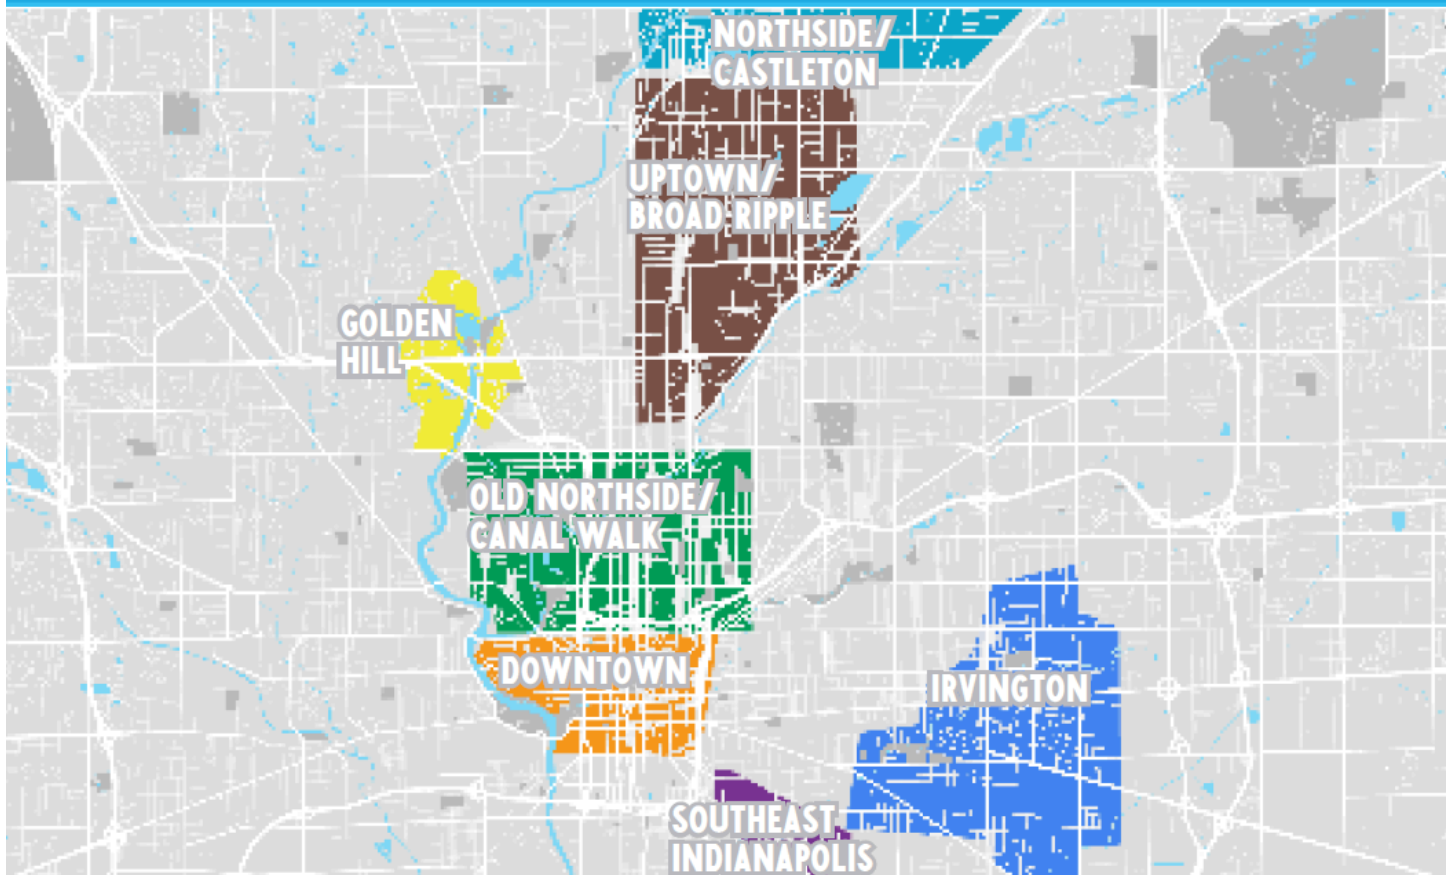 NORTHSIDE/
CASTLETON
UPTOWN/
BROAD RIPPLE
GOLDEN
HILL
OLD NORTHSIDE/
CANAL WALK
DOWNTOWN
IRVINGTON
SOUTHEAST
INDIANAPOLIS